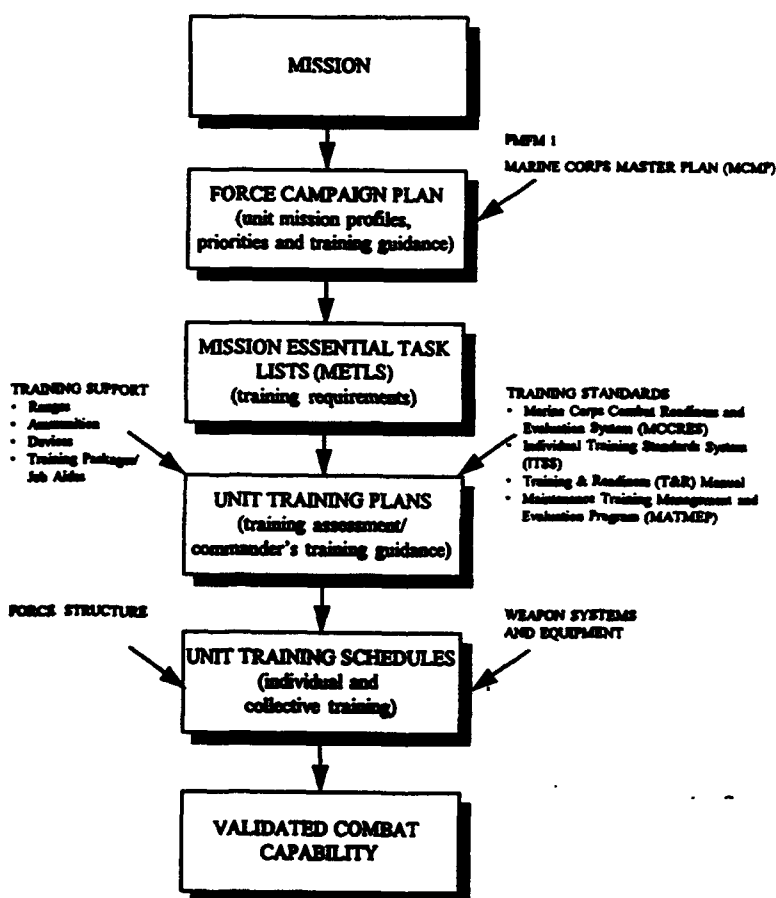 MISSION
FMFM 1
MARINE CORPS MASTER PLAN (MCMP)
FORCE CAMPAIGN PLAN
(unit mission profiles,
priorities and training guidance)
MISSION ESSENTIAL TASK
LISTS (METLS)
(training requirements)
TRAINING SUPPORT
• Ranges
• Ammunition
• Devices
• Training Packages/
Job Aides
TRAINING STANDARDS
• Marine Corps Combat Readiness and
Evaluation System (MCCRES)
• Individual Training Standards System
(ITSS)
• Training & Readiness (T&R) Manual
• Maintenance Training Management and
Evaluation Program (MATMEP)
UNIT TRAINING PLANS
(training assessment/
commander's training guidance)
FORCE STRUCTURE
WEAPON SYSTEMS
AND EQUIPMENT
UNIT TRAINING SCHEDULES
(individual and
collective training)
VALIDATED COMBAT
CAPABILITY